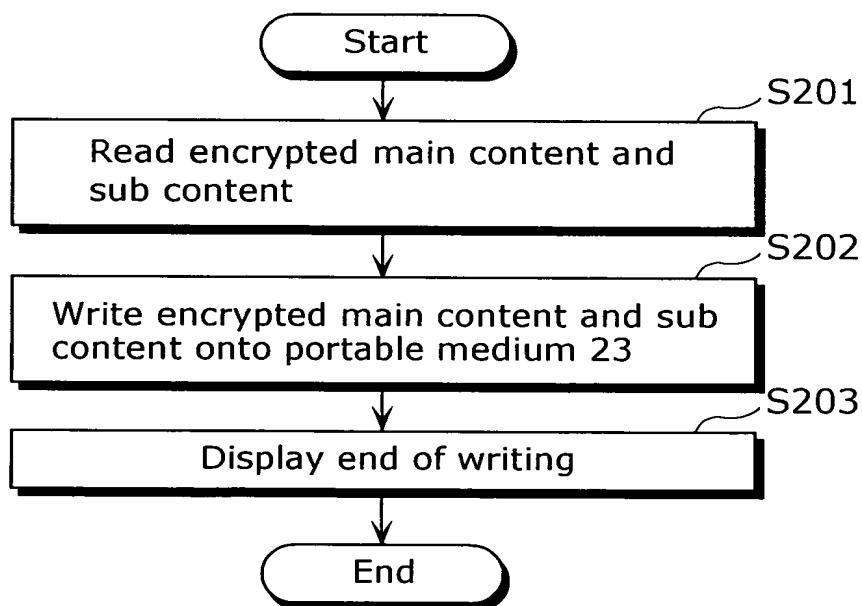 Start
S201
Read encrypted main content and
sub content
S202
Write encrypted main content and sub
content onto portable medium 23
S203
Display end of writing
End